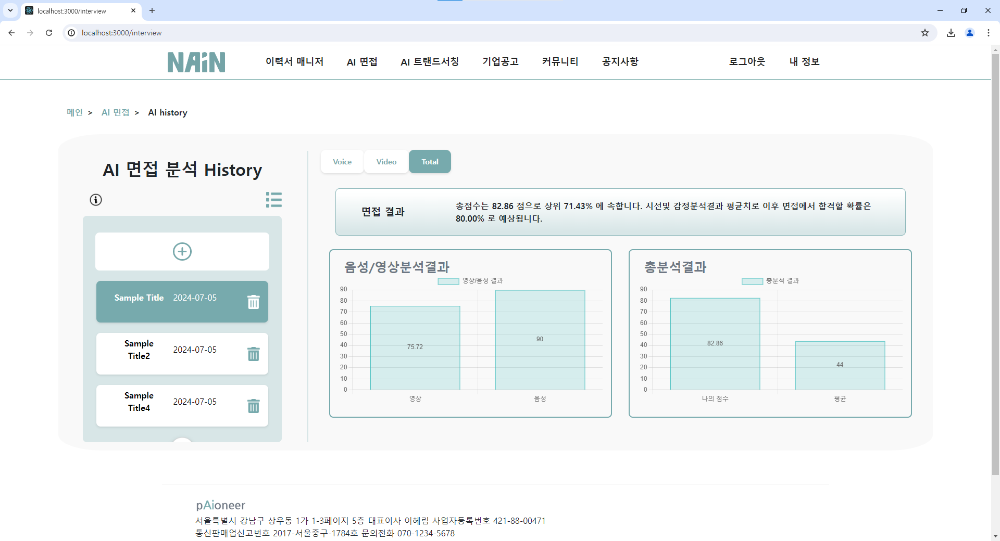 localhost:3000/interview
localhost:3000/interview
NAiN
이력서 매니저
AI 면접
AI 트랜드서칭
기업공고
커뮤니티
공지사항
로그아웃
내 정보
메인 > AI 면접 > AI history
AI 면접 분석 History
Sample Title 2024-07-05
Sample
Title2
2024-07-05
Sample
Title4
2024-07-05
Voice
Video
Total
면접 결과
총점수는 82.86 점으로 상위 71.43% 에 속합니다. 시선및 감정분석결과 평균치로 이후 면접에서 합격할 확률은
80.00% 로 예상됩니다.
음성/영상분석결과
영상/음성 결과
90
80
70
60
50
40
30
20
10
0
75.72
90
영상
음성
총분석결과
총분석 결과
90
80
70
60
50
40
30
20
10
0
82.86
44
나의 점수
평균
pAioneer
서울특별시 강남구 상우동 1가 1-3페이지 5층 대표이사 이혜림 사업자등록번호 421-88-00471
통신판매업신고번호 2017-서울중구-1784호 문의전화 070-1234-5678